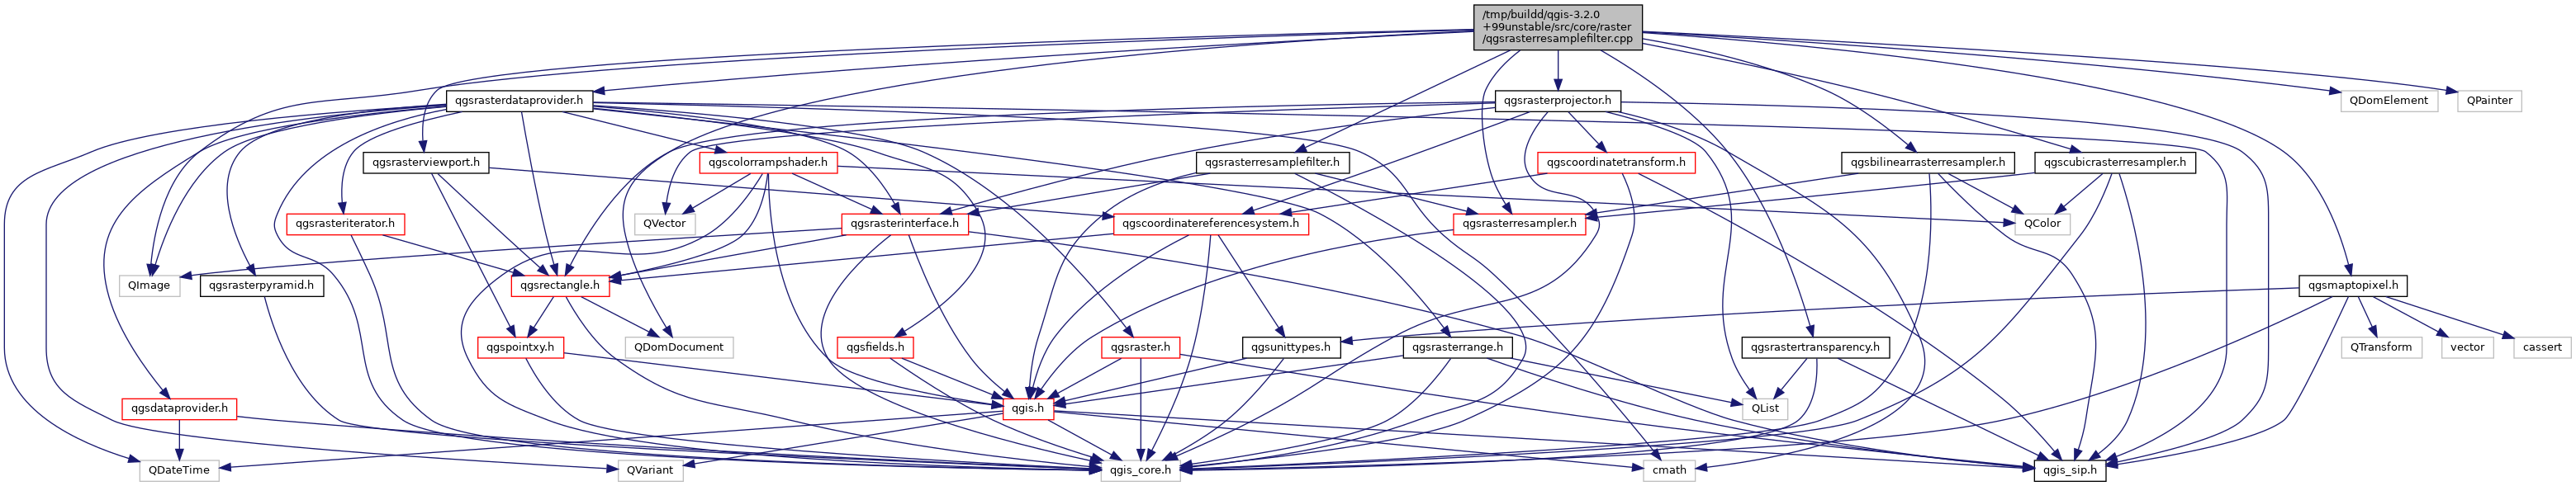 /tmp/buildd/qgis-3.2.0
+99unstable/src/core/raster
/qgsrasterresamplefilter.cpp
qgsrasterdataprovider.h
qgsrasterprojector.h
QDomElement
QPainter
qgsrasterviewport.h
qgscolorrampshader.h
qgsrasterresamplefilter.h
qgscoordinatetransform.h
qgsbilinearrasterresampler.h
qgscubicrasterresampler.h
qgsrasteriterator.h
QVector
qgsrasterinterface.h
qgscoordinatereferencesystem.h
qgsrasterresampler.h
QColor
QImage
qgsrasterpyramid.h
qgsrectangle.h
qgsmaptopixel.h
qgspointxy.h
QDomDocument
qgsfields.h
qgsraster.h
qgsunittypes.h
qgsrasterrange.h
qgsrastertransparency.h
QTransform
vector
cassert
qgsdataprovider.h
qgis.h
QList
QDateTime
QVariant
qgis_core.h
cmath
qgis_sip.h